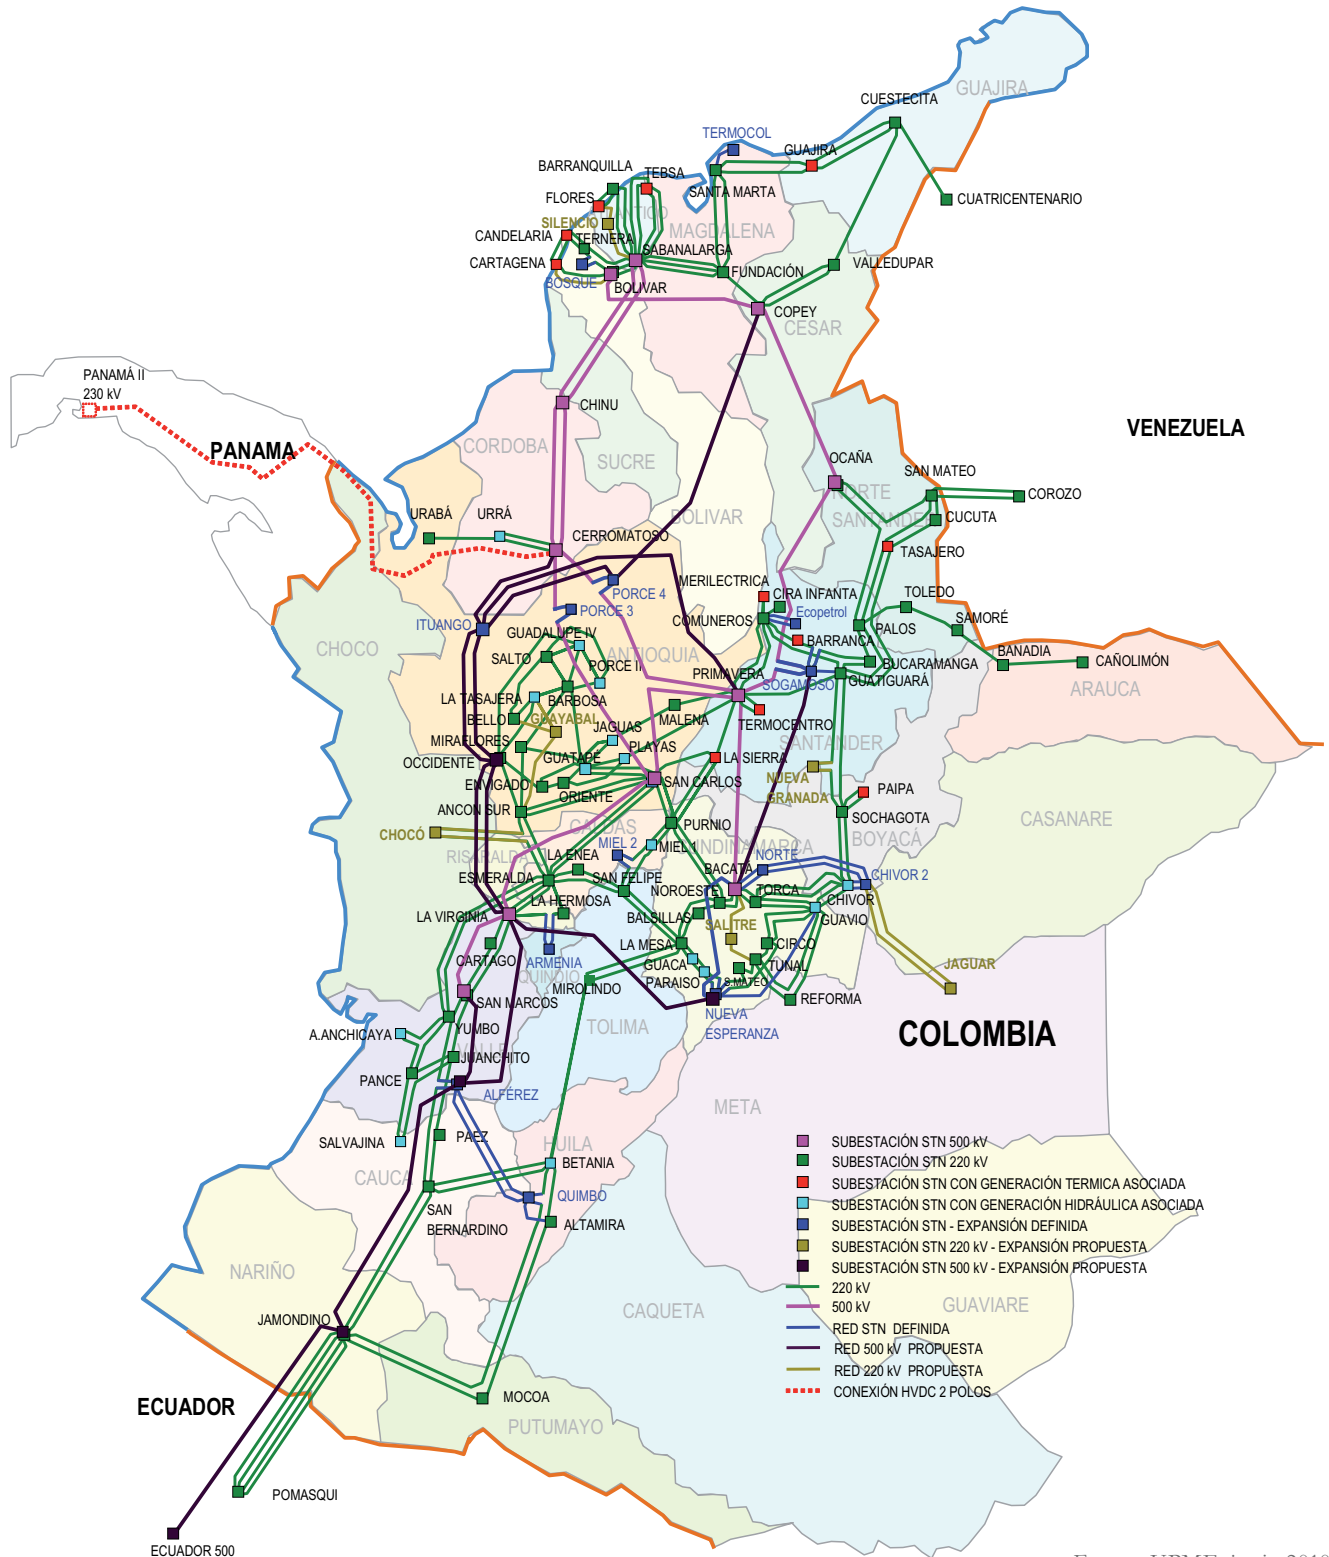 GUAJIRA
CUESTECITA
TERMOCOL
GUAJIRA
BARRANQUILLA
TEBSA
SANTA MARTA
CUATRICENTENARIO
FLORES
ATLANTICO
SILENCIO
MAGDALENA
CANDELARIA
TERNERA
SABANALARGA
CARTAGENA
FUNDACIÓN
VALLEDUPAR
BOSQUE
BOLIVAR
COPEY
CESAR
PANAMÁ II
230 kV
CHINU
VENEZUELA
PANAMA
CORDOBA
SUCRE
OCAÑA
SAN MATEO
NORTE
SANTANDER
COROZO
URABÁ
URRÁ
BOLIVAR
CUCUTA
CERROMATOSO
TASAJERO
MERILECTRICA
CIRA INFANTA
TOLEDO
PORCE 4
PORCE 3
Ecopetrol
ITUANGO
COMUNEROS
SAMORÉ
GUADALUPE IV
PALOS
CHOCO
BARRANCA
BANADIA
CAÑOLIMÓN
SALTO
ANTIOQUIA
PORCE II
PRIMAVERA
BUCARAMANGA
GUATIGUARÁ
SOGAMOSO
ARAUCA
LA TASAJERA
BARBOSA
BELLO
GUAYABAL
JAGUAS
MALENA
TERMOCENTRO
MIRAFLORES
PLAYAS
SANTANDER
OCCIDENTE
GUATAPÉ
LA SIERRA
ENVIGADO
ORIENTE
SAN CARLOS
NUEVA
GRANADA
PAIPA
ANCON SUR
SOCHAGOTA
CASANARE
CHOCÓ
CALDAS
PURNIO
BOYACÁ
RISARALDA
LA ENEA
MIEL 2
MIEL 1
CUNDINAMARCA
NORTE
BACATÁ
CHIVOR 2
ESMERALDA
SAN FELIPE
NOROESTE
TORCA
CHIVOR
LA HERMOSA
LA VIRGINIA
BALSILLAS
SALITRE
GUAVIO
LA MESA
CIRCO
CARTAGO
ARMENIA
GUACA
TUNAL
JAGUAR
QUINDIO
MIROLINDO
PARAISO
S.MATEO
REFORMA
SAN MARCOS
NUEVA
ESPERANZA
COLOMBIA
A.ANCHICAYA
YUMBO
TOLIMA
VALLE
JUANCHITO
PANCE
ALFÉREZ
META
SALVAJINA
PAEZ
HUILA
CAUCA
BETANIA
QUIMBO
SAN
BERNARDINO
ALTAMIRA
SUBESTACIÓN STN 500 kV
SUBESTACIÓN STN 220 kV
SUBESTACIÓN STN CON GENERACIÓN TERMICA ASOCIADA
SUBESTACIÓN STN CON GENERACIÓN HIDRÁULICA ASOCIADA
SUBESTACIÓN STN - EXPANSIÓN DEFINIDA
SUBESTACIÓN STN 220 kV - EXPANSIÓN PROPUESTA
SUBESTACIÓN STN 500 kV - EXPANSIÓN PROPUESTA
220 kV
500 kV
RED STN DEFINIDA
RED 500 kV PROPUESTA
RED 220 kV PROPUESTA
CONEXIÓN HVDC 2 POLOS
NARIÑO
CAQUETA
GUAVIARE
JAMONDINO
ECUADOR
MOCOA
PUTUMAYO
POMASQUI
ECUADOR 500